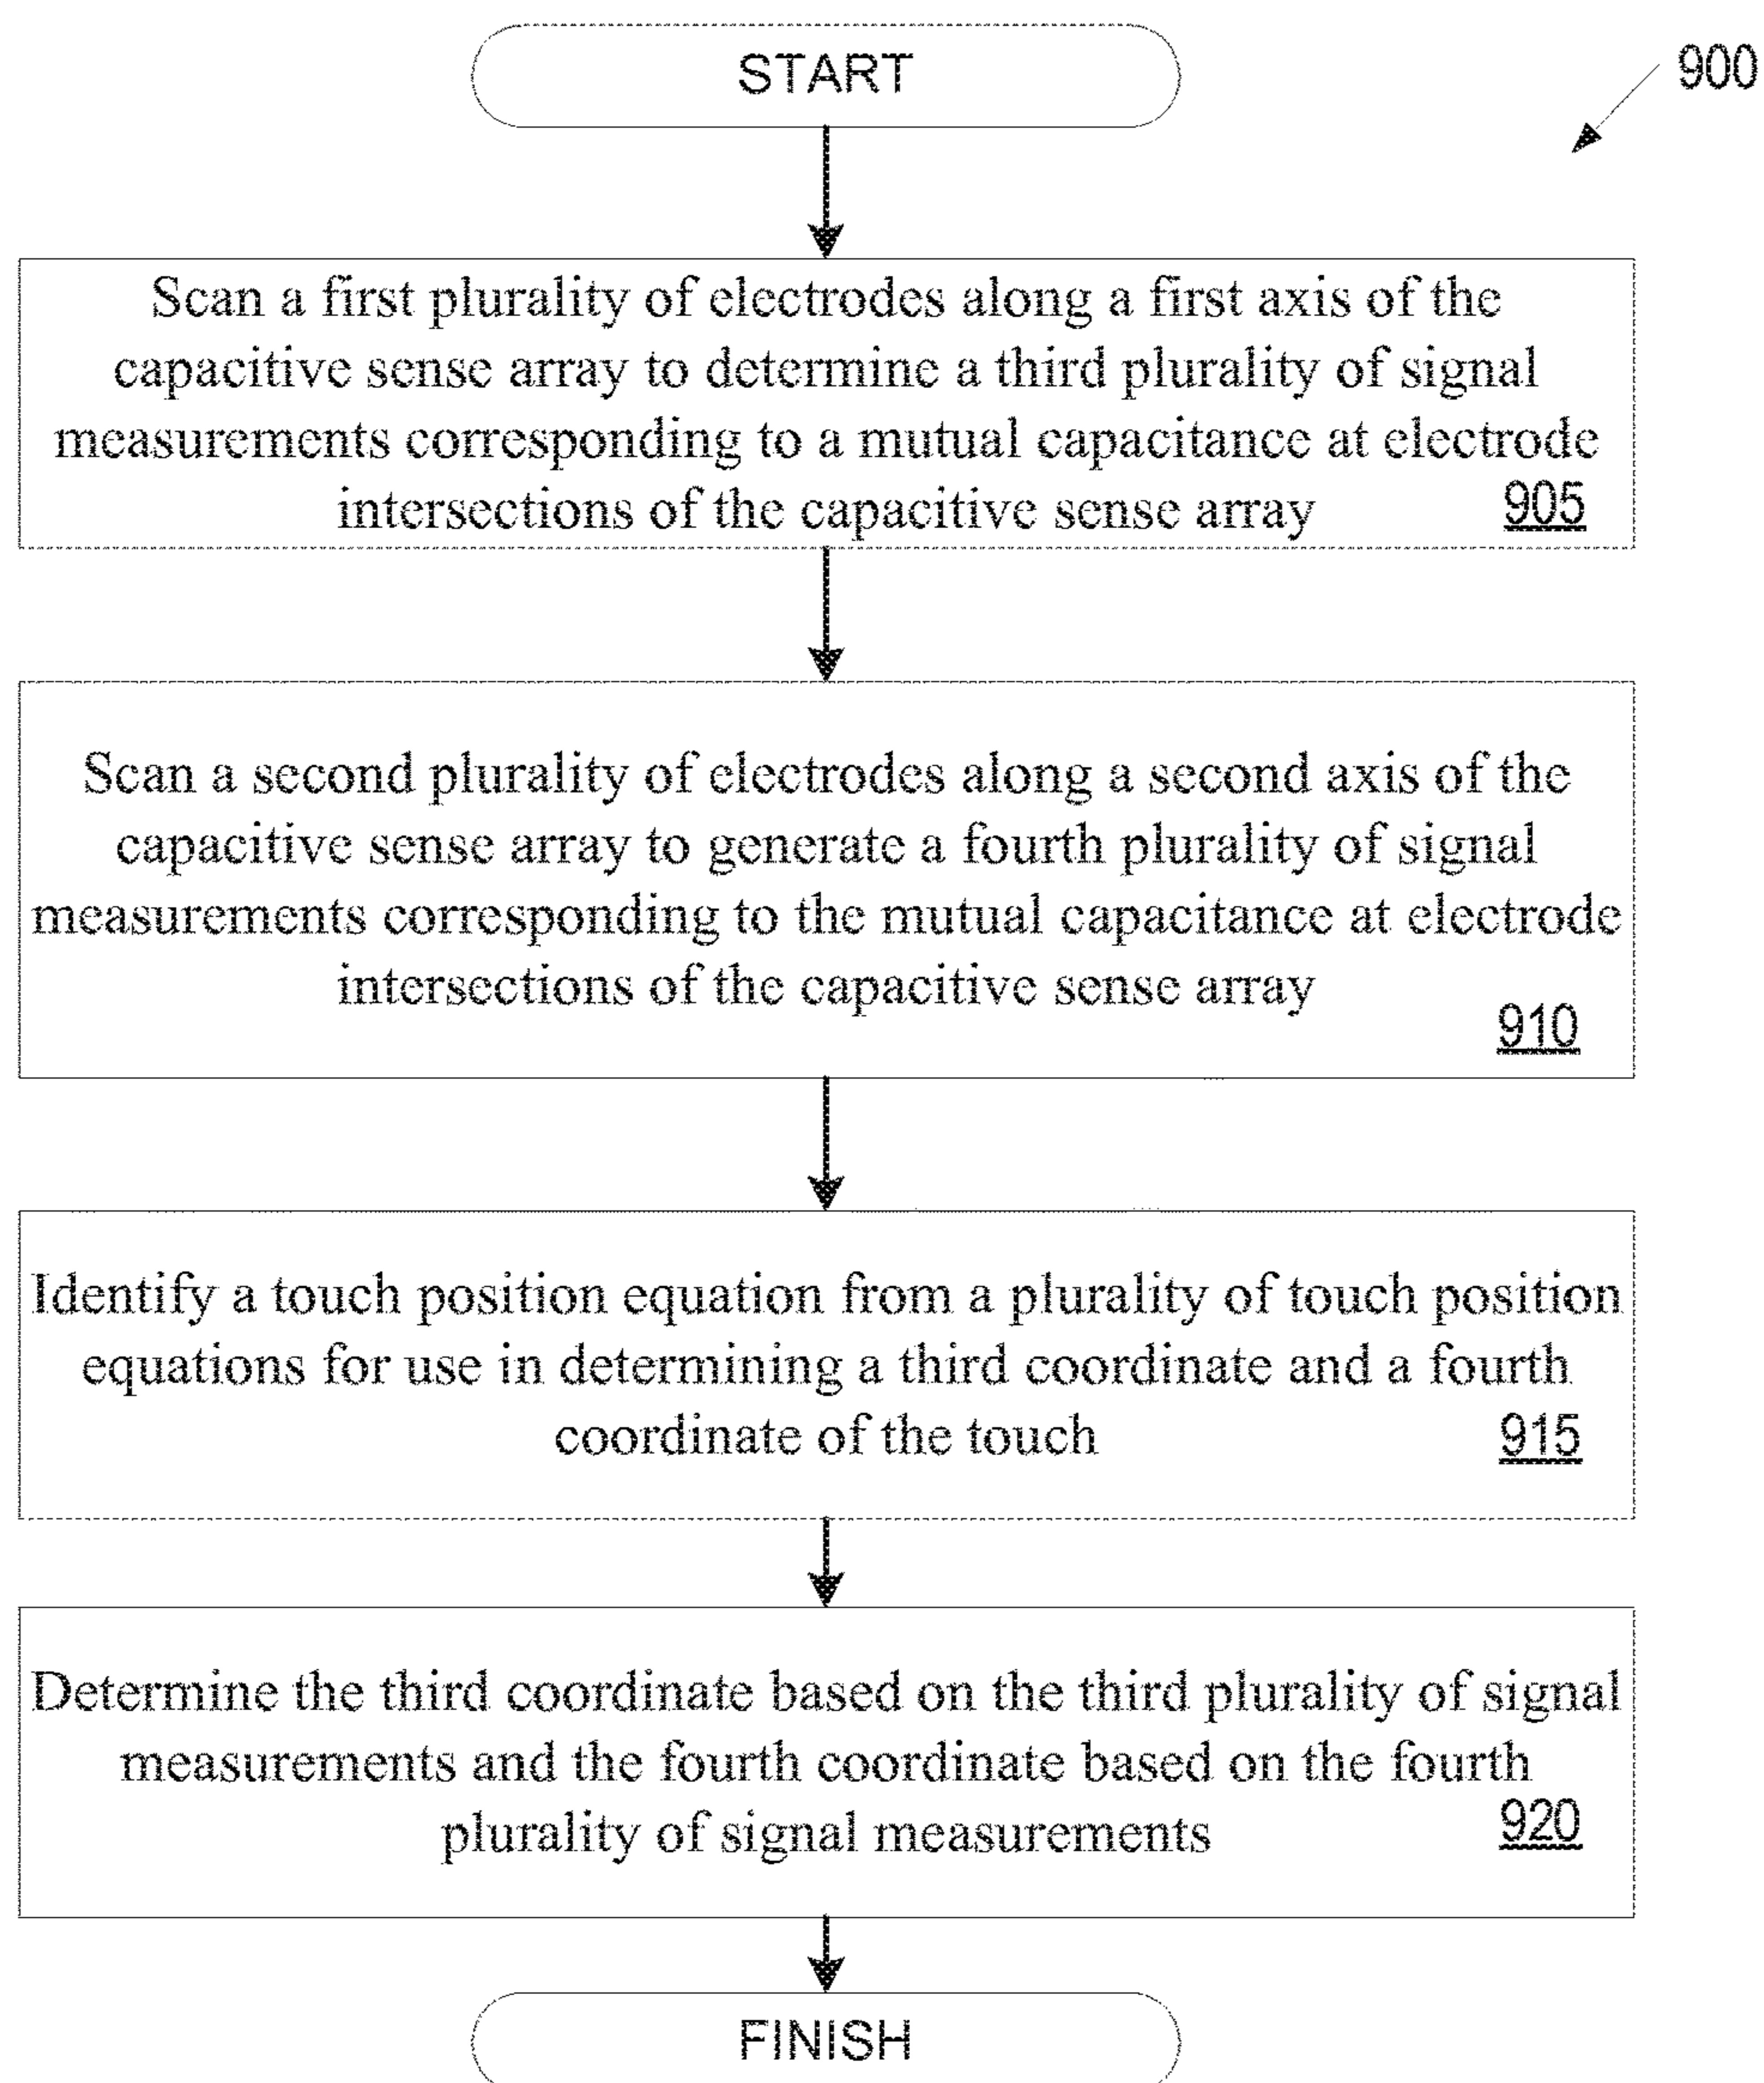 START
900
Scan a first plurality of electrodes along a first axis of the
capacitive sense array to determine a third plurality of signal
measurements corresponding to a mutual capacitance at electrode
intersections of the capacitive sense array
905
Scan a second plurality of electrodes along a second axis of the
capacitive sense array to generate a fourth plurality of signal
measurements corresponding to the mutual capacitance at electrode
intersections of the capacitive sense array
910
Identify a touch position equation from a plurality of touch position
equations for use in determining a third coordinate and a fourth
coordinate of the touch
915
Determine the third coordinate based on the third plurality of signal
measurements and the fourth coordinate based on the fourth
plurality of signal measurements
920
FINISH